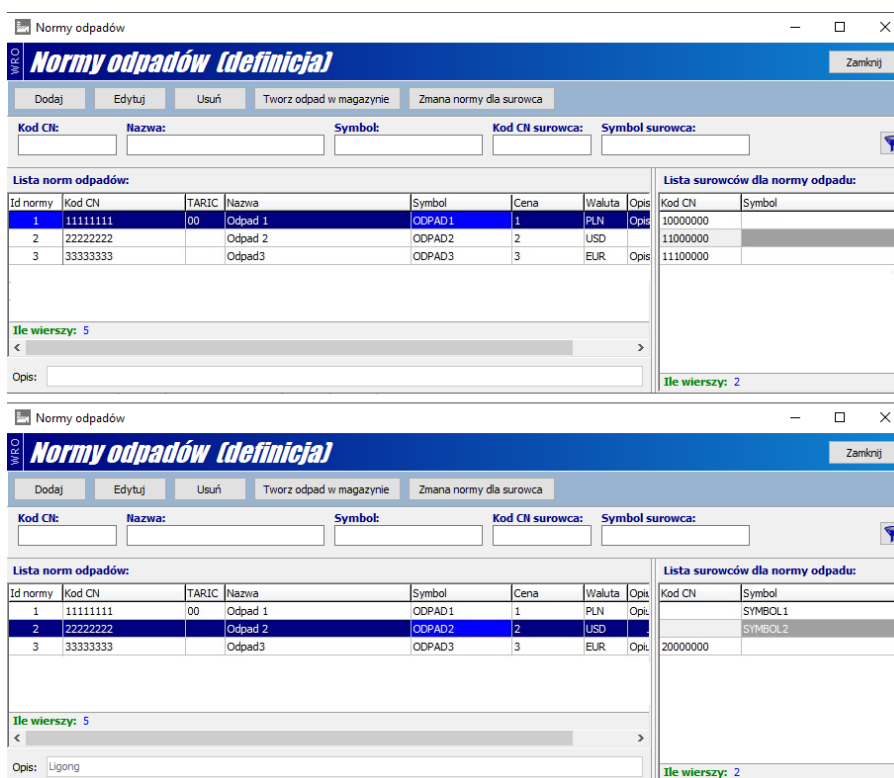 Normy odpadów
WRO
Normy odpadów (definicja)
Zamknij
Dodaj Edytuj Usuń Tworz odpad w magazynie Zmana normy dla surowca
Kod CN: Nazwa: Symbol: Kod CN surowca: Symbol surowca:
Lista norm odpadów: Lista surowców dla normy odpadu:
Id normy Kod CN TARIC Nazwa Symbol Cena Waluta Opis Kod CN Symbol
1 11111111 00 Odpad 1 ODPAD1 1 PLN Opis 10000000
2 22222222 Odpad 2 ODPAD2 2 USD 11000000
3 33333333 Odpad3 ODPAD3 3 EUR Opis 11100000
Ile wierszy: 5
Opis:
Ile wierszy: 2
Normy odpadów
WRO
Normy odpadów (definicja)
Zamknij
Dodaj Edytuj Usuń Tworz odpad w magazynie Zmana normy dla surowca
Kod CN: Nazwa: Symbol: Kod CN surowca: Symbol surowca:
Lista norm odpadów: Lista surowców dla normy odpadu:
Id normy Kod CN TARIC Nazwa Symbol Cena Waluta Opis Kod CN Symbol
1 11111111 00 Odpad 1 ODPAD1 1 PLN Opis SYMBOL1
2 22222222 Odpad 2 ODPAD2 2 USD SYMBOL2
3 33333333 Odpad3 ODPAD3 3 EUR Opis 20000000
Ile wierszy: 5
Opis: Ligong
Ile wierszy: 2